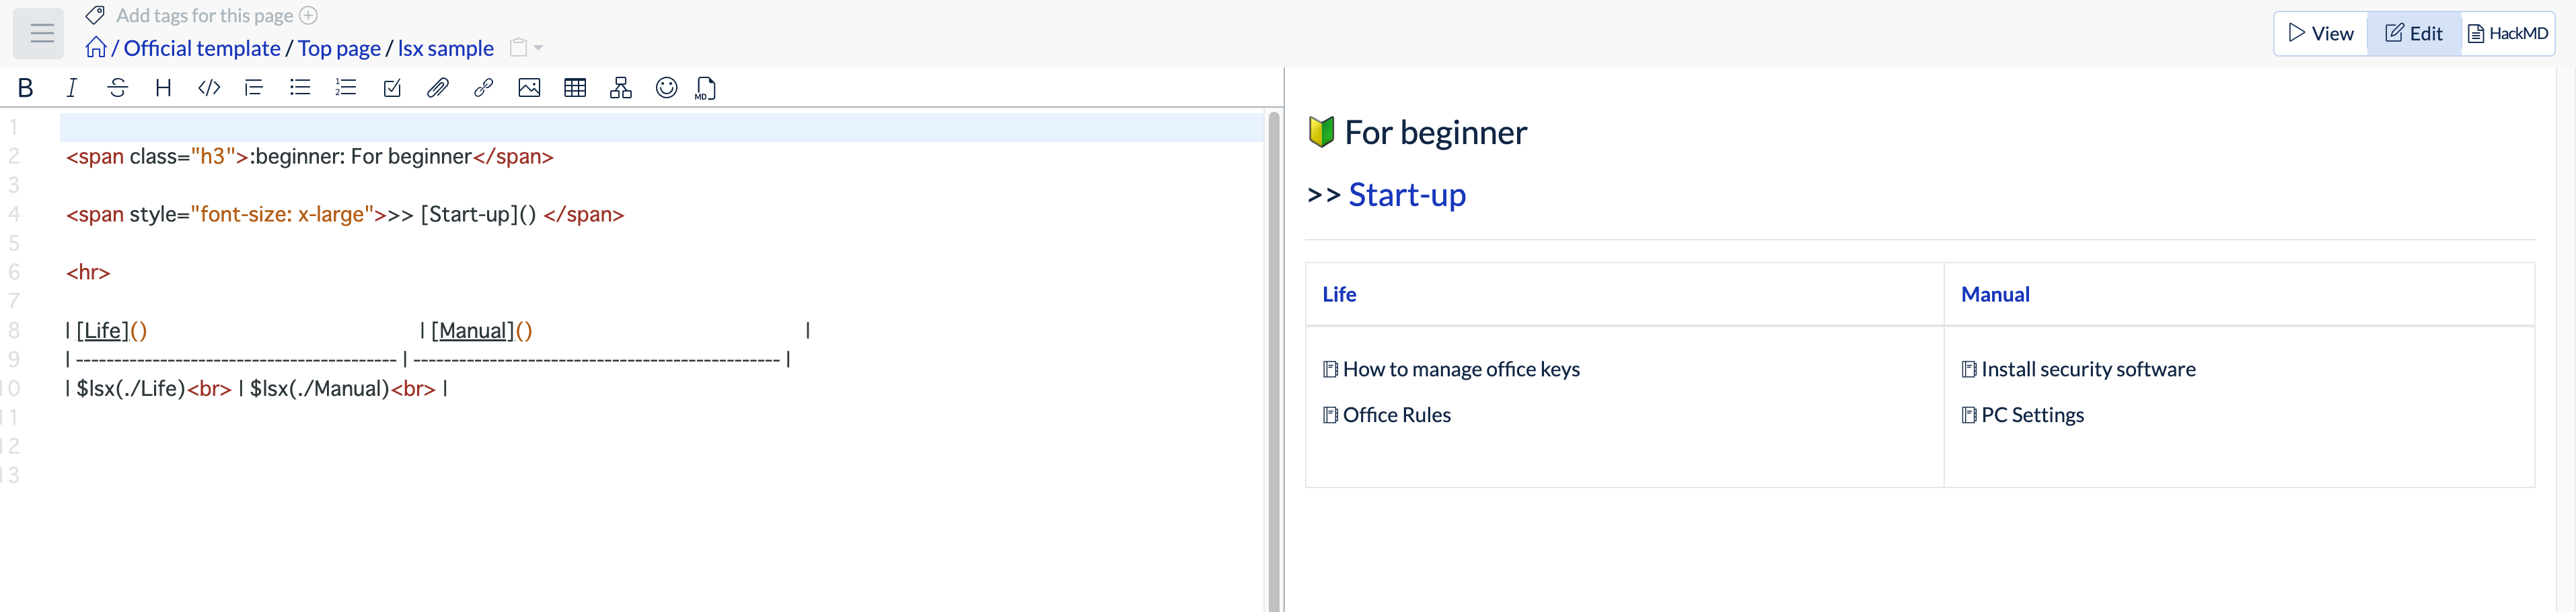 Add tags for this page
/ Official template / Top page / lsx sample
View Edit HackMD
B I S H </>
1
2 <span class="h3">:beginner: For beginner</span>
3
4 <span style="font-size: x-large">>> [Start-up]() </span>
5
6 <hr>
7
8 | [Life]() | [Manual]() |
9 | ------------------------------------------ | ------------------------------------------------ |
10 | $lsx(./Life)<br> | $lsx(./Manual)<br> |
11
12
13
For beginner
>> Start-up
Life Manual
How to manage office keys Install security software
Office Rules PC Settings